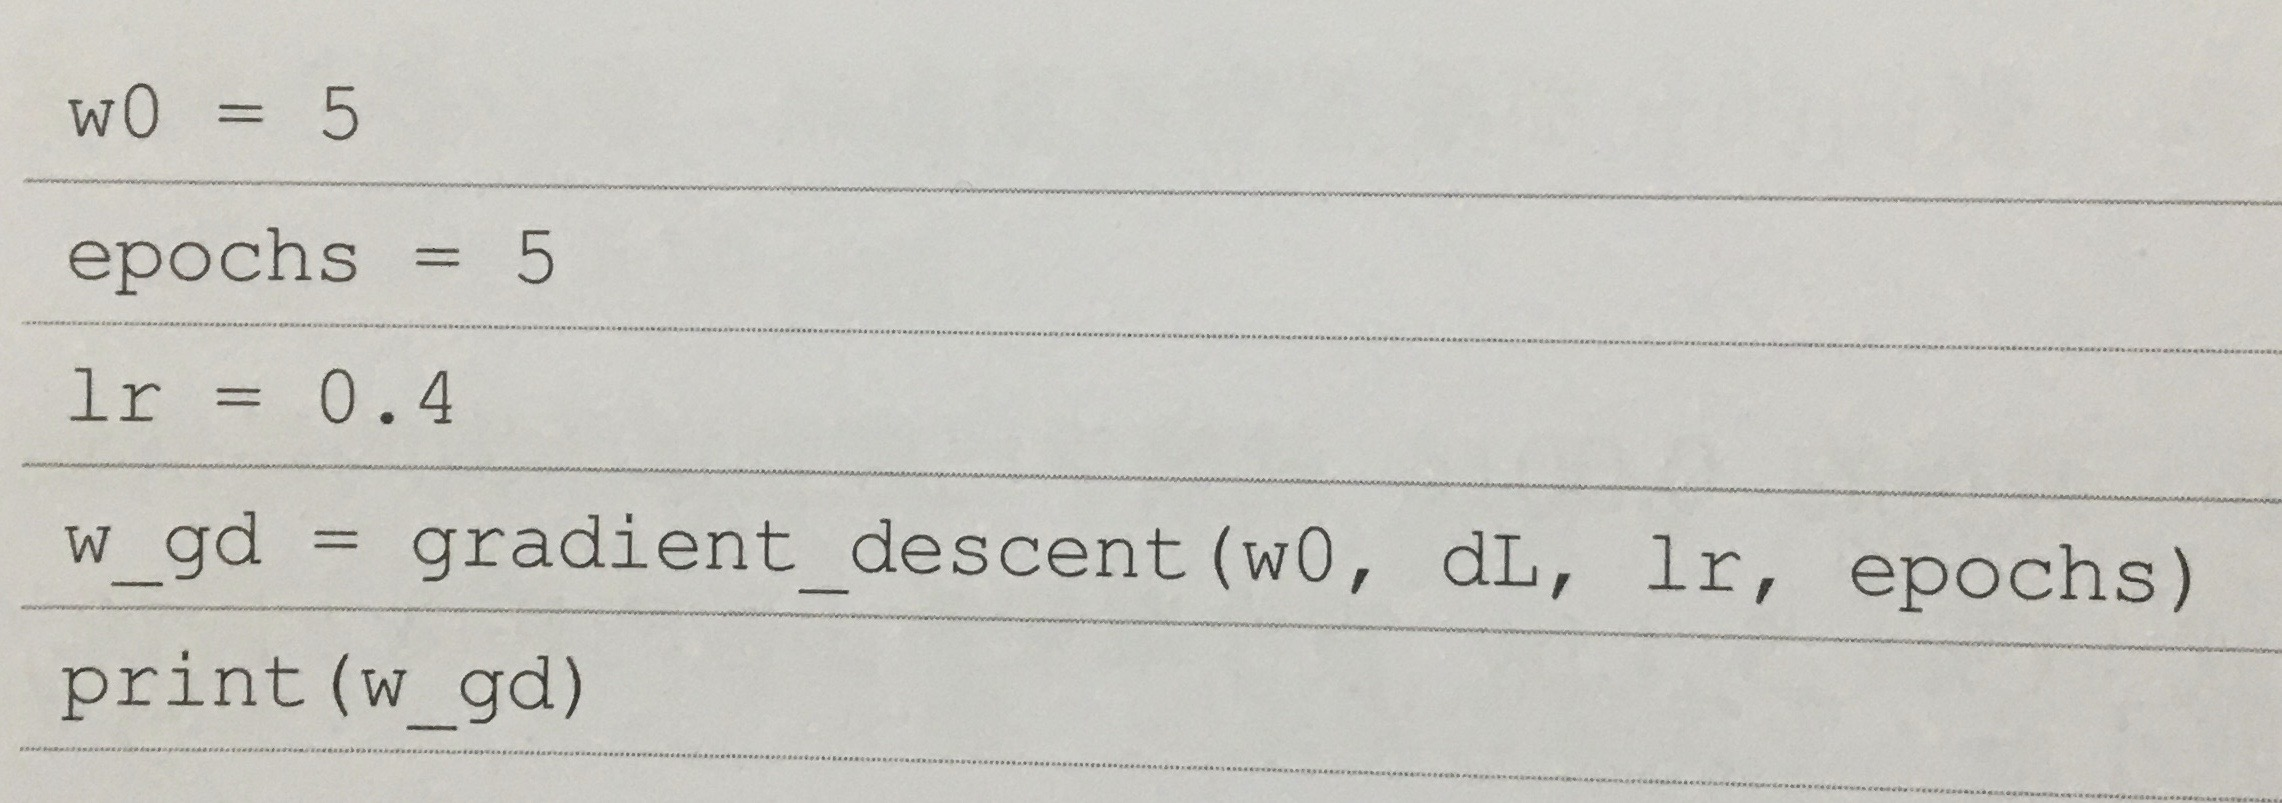 w0 = 5
epochs = 5
lr = 0.4
w_gd = gradient_descent(w0, dL, lr, epochs)
print(w_gd)